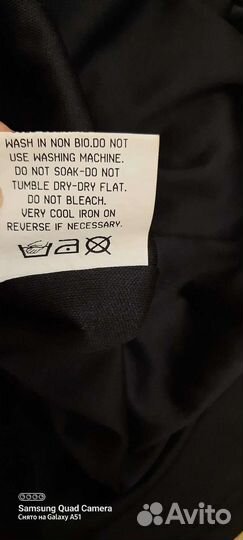 WASH IN NON BIO.DO NOT
USE WASHING MACHINE.
DO NOT SOAK-DO NOT
TUMBLE DRY-DRY FLAT.
DO NOT BLEACH.
VERY COOL IRON ON
REVERSE IF NECESSARY.
Samsung Quad Camera
Снято на Galaxy A51
Avito